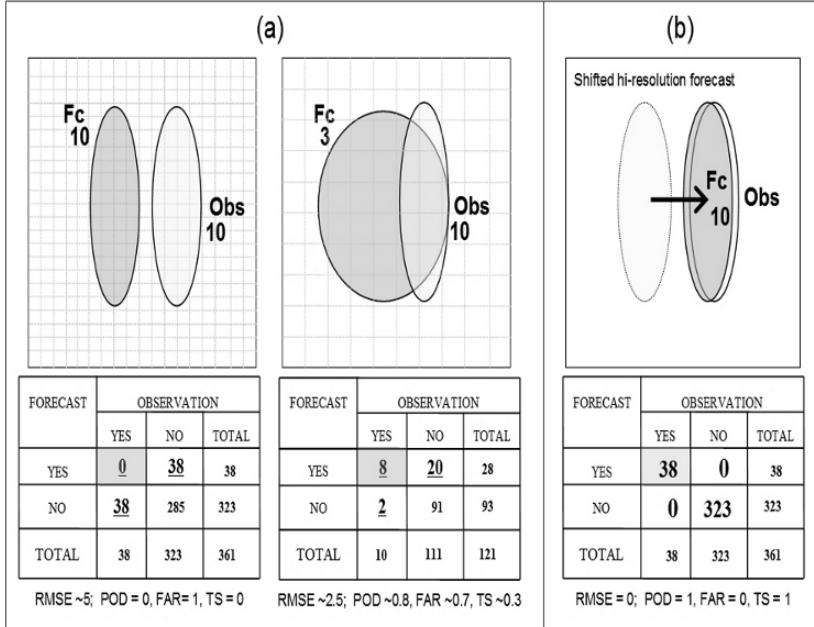 (a)
Fc
10
Obs
10
Fc
3
Obs
10
FORECAST OBSERVATION
YES NO TOTAL
YES 0 38 38
NO 38 285 323
TOTAL 38 323 361
RMSE ~5; POD = 0, FAR= 1, TS = 0
FORECAST OBSERVATION
YES NO TOTAL
YES 8 20 28
NO 2 91 93
TOTAL 10 111 121
RMSE ~2.5; POD ~0.8, FAR ~0.7, TS ~0.3
(b)
Shifted hi-resolution forecast
Fc
10
Obs
FORECAST OBSERVATION
YES NO TOTAL
YES 38 0 38
NO 0 323 323
TOTAL 38 323 361
RMSE = 0; POD = 1, FAR = 0, TS = 1